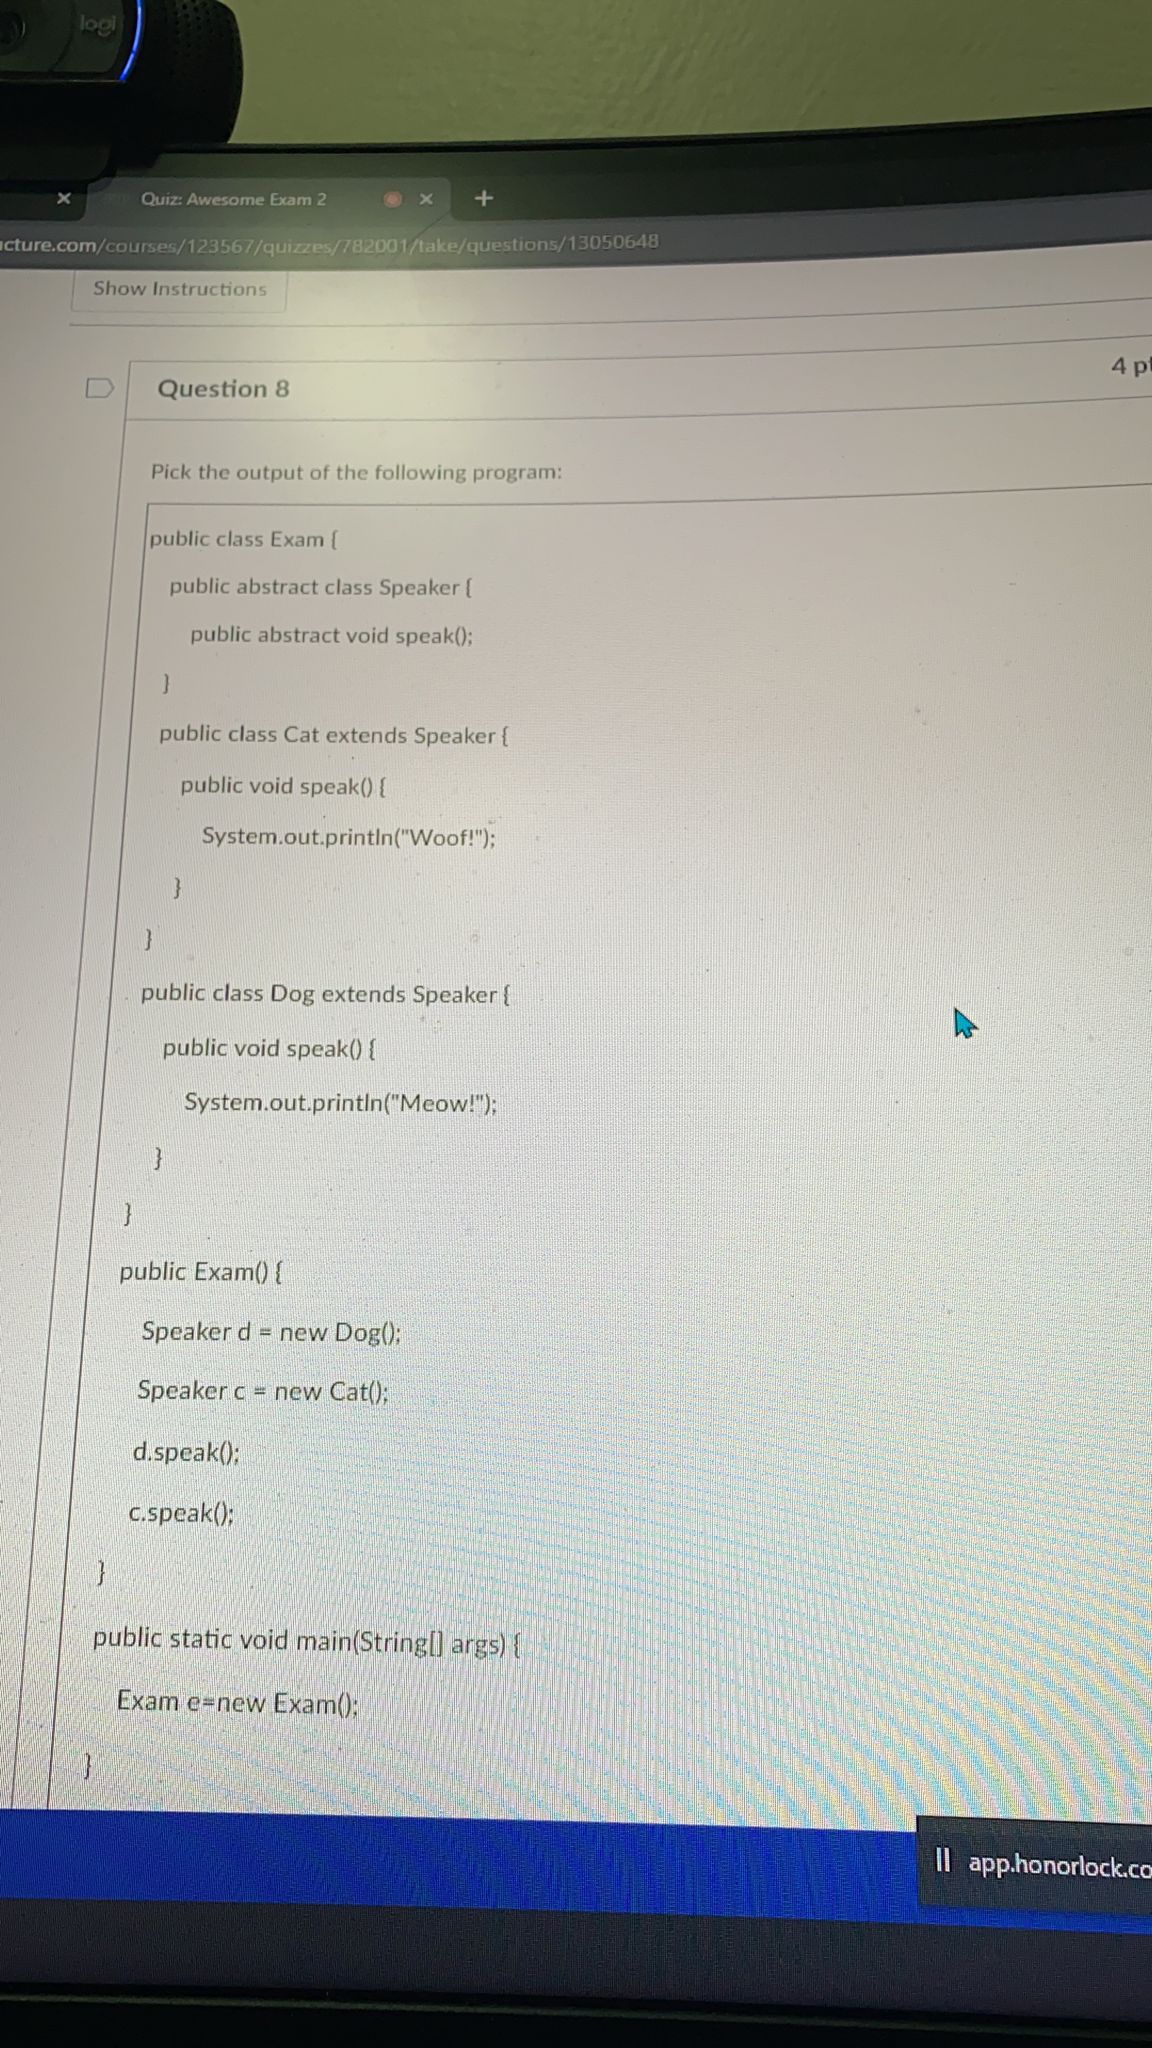 logi
Quiz: Awesome Exam 2
cture.com/courses/123567/quizzes/782001/take/questions/13050648
Show Instructions
Question 8
4 pt
Pick the output of the following program:
public class Exam {
public abstract class Speaker {
public abstract void speak();
}
public class Cat extends Speaker {
public void speak() {
System.out.println("Woof!");
}
}
public class Dog extends Speaker {
public void speak() {
System.out.println("Meow!");
}
}
public Exam() {
Speaker d = new Dog();
Speaker c = new Cat();
d.speak();
c.speak();
}
public static void main(String[] args) {
Exam e=new Exam();
}
app.honorlock.co